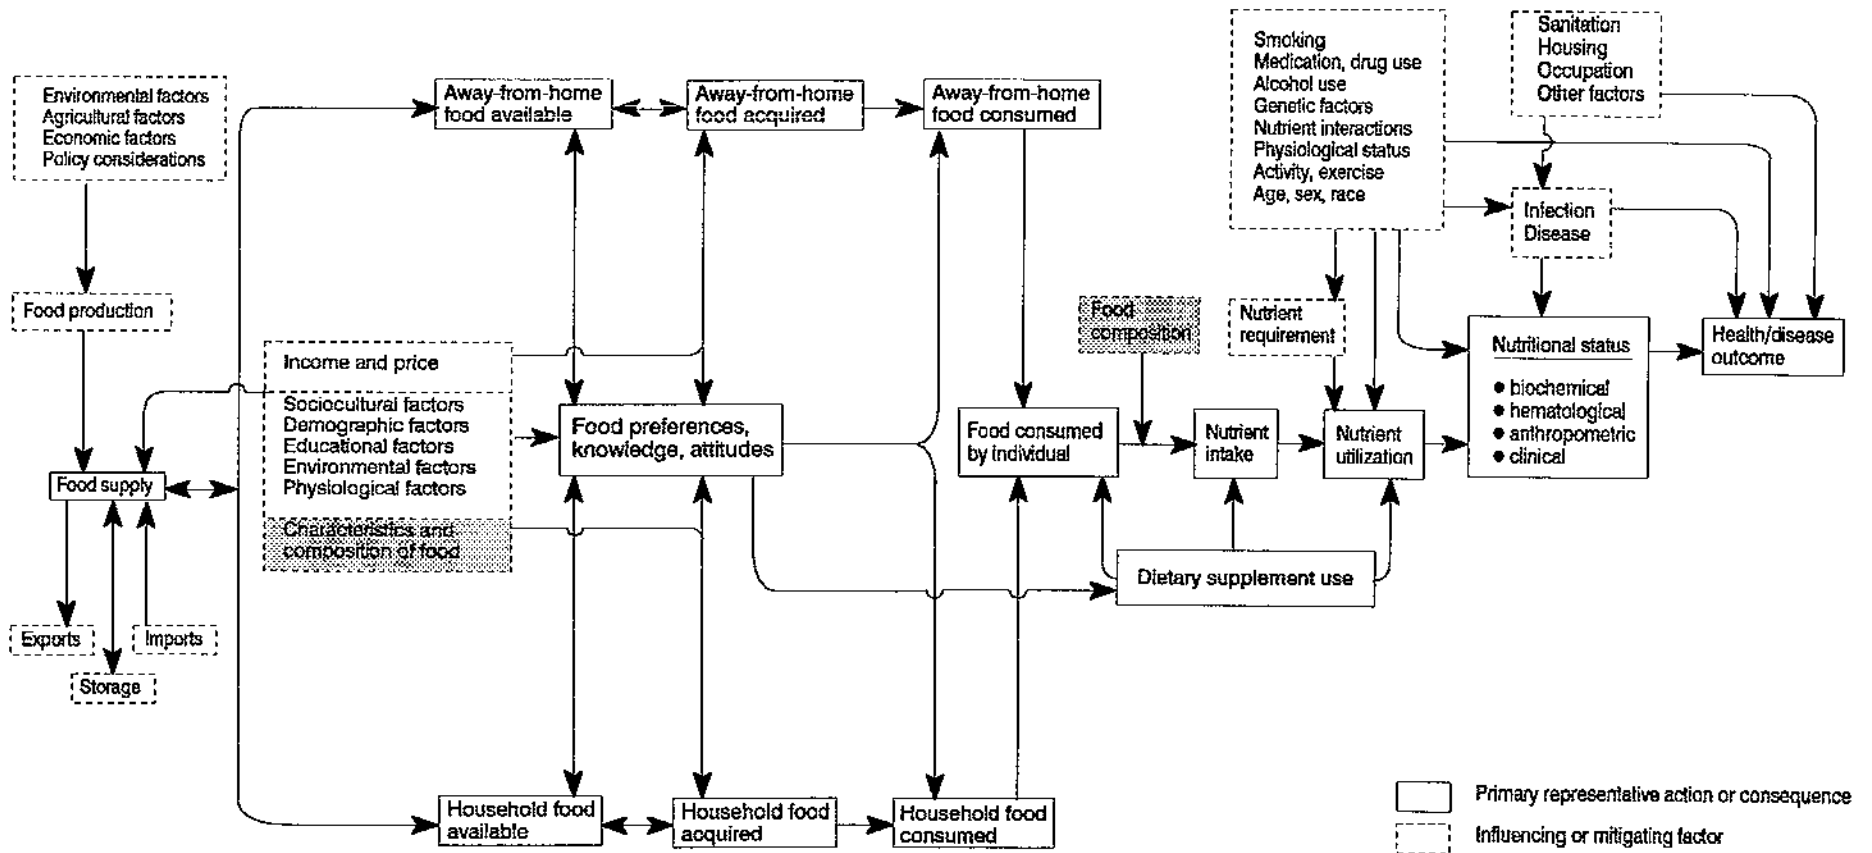 Environmental factors
Agricultural factors
Economic factors
Policy considerations
Food production
Food supply
Exports
Imports
Storage
Income and price
Sociocultural factors
Demographic factors
Educational factors
Environmental factors
Physiological factors
Characteristics and
composition of food
Away-from-home
food available
Away-from-home
food acquired
Away-from-home
food consumed
Food preferences,
knowledge, attitudes
Household food
available
Household food
acquired
Household food
consumed
Food consumed
by individual
Food
composition
Nutrient
intake
Dietary supplement use
Smoking
Medication, drug use
Alcohol use
Genetic factors
Nutrient interactions
Physiological status
Activity, exercise
Age, sex, race
Nutrient
requirement
Nutrient
utilization
Sanitation
Housing
Occupation
Other factors
Infection
Disease
Nutritional status
● biochemical
● hematological
● anthropometric
● clinical
Health/disease
outcome
Primary representative action or consequence
Influencing or mitigating factor